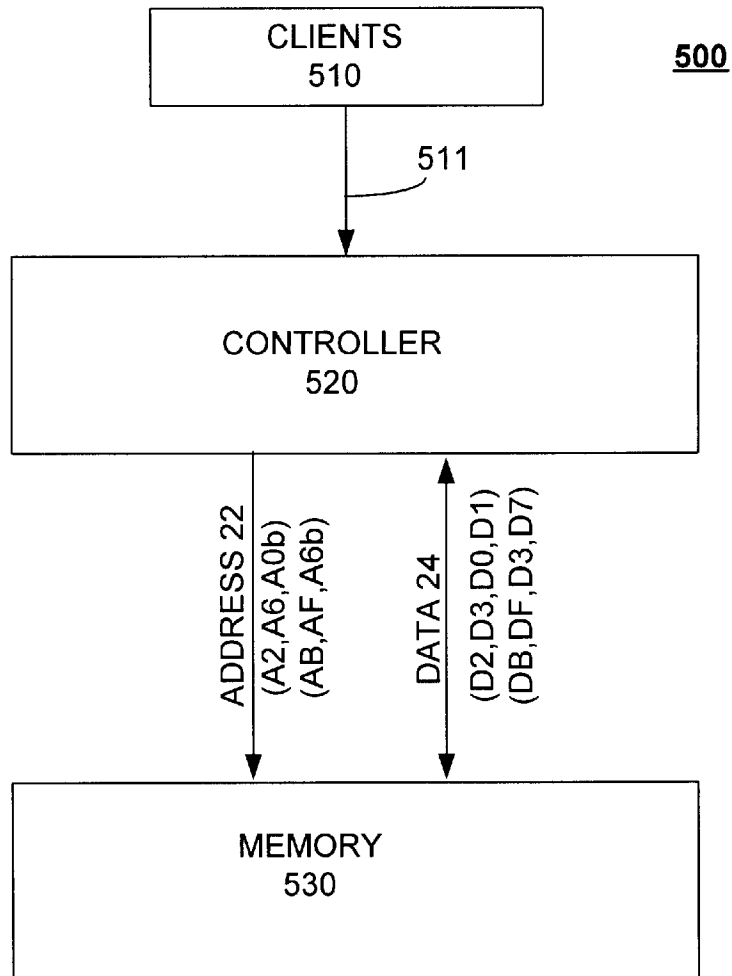 CLIENTS
510
500
511
CONTROLLER
520
ADDRESS 22
(A2,A6,A0b)
(AB,AF,A6b)
DATA 24
(D2,D3,D0,D1)
(DB,DF,D3,D7)
MEMORY
530